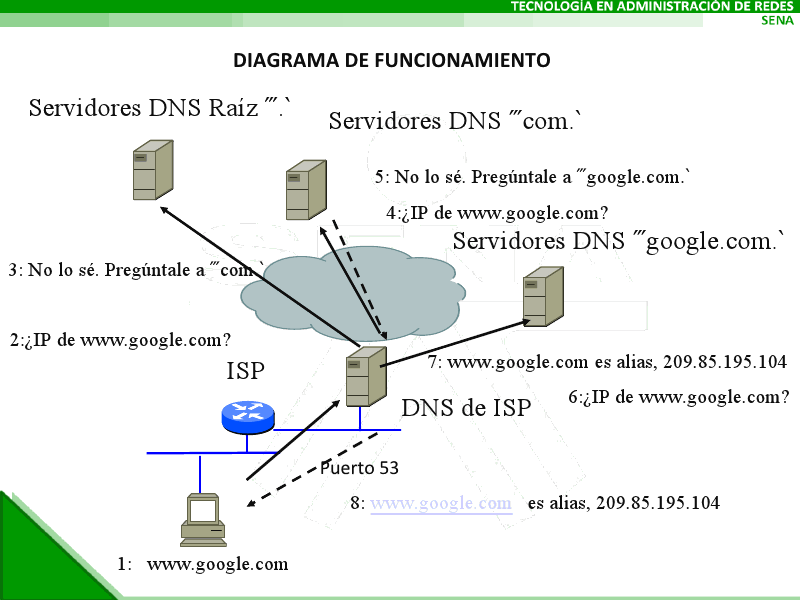 TECNOLOGÍA EN ADMINISTRACIÓN DE REDES
SENA
DIAGRAMA DE FUNCIONAMIENTO
Servidores DNS Raíz ‴.`
Servidores DNS ‴com.`
5: No lo sé. Pregúntale a ‴google.com.`
4:¿IP de www.google.com?
Servidores DNS ‴google.com.`
3: No lo sé. Pregúntale a ‴com.`
2:¿IP de www.google.com?
7: www.google.com es alias, 209.85.195.104
ISP
6:¿IP de www.google.com?
DNS de ISP
Puerto 53
8: www.google.com es alias, 209.85.195.104
1: www.google.com